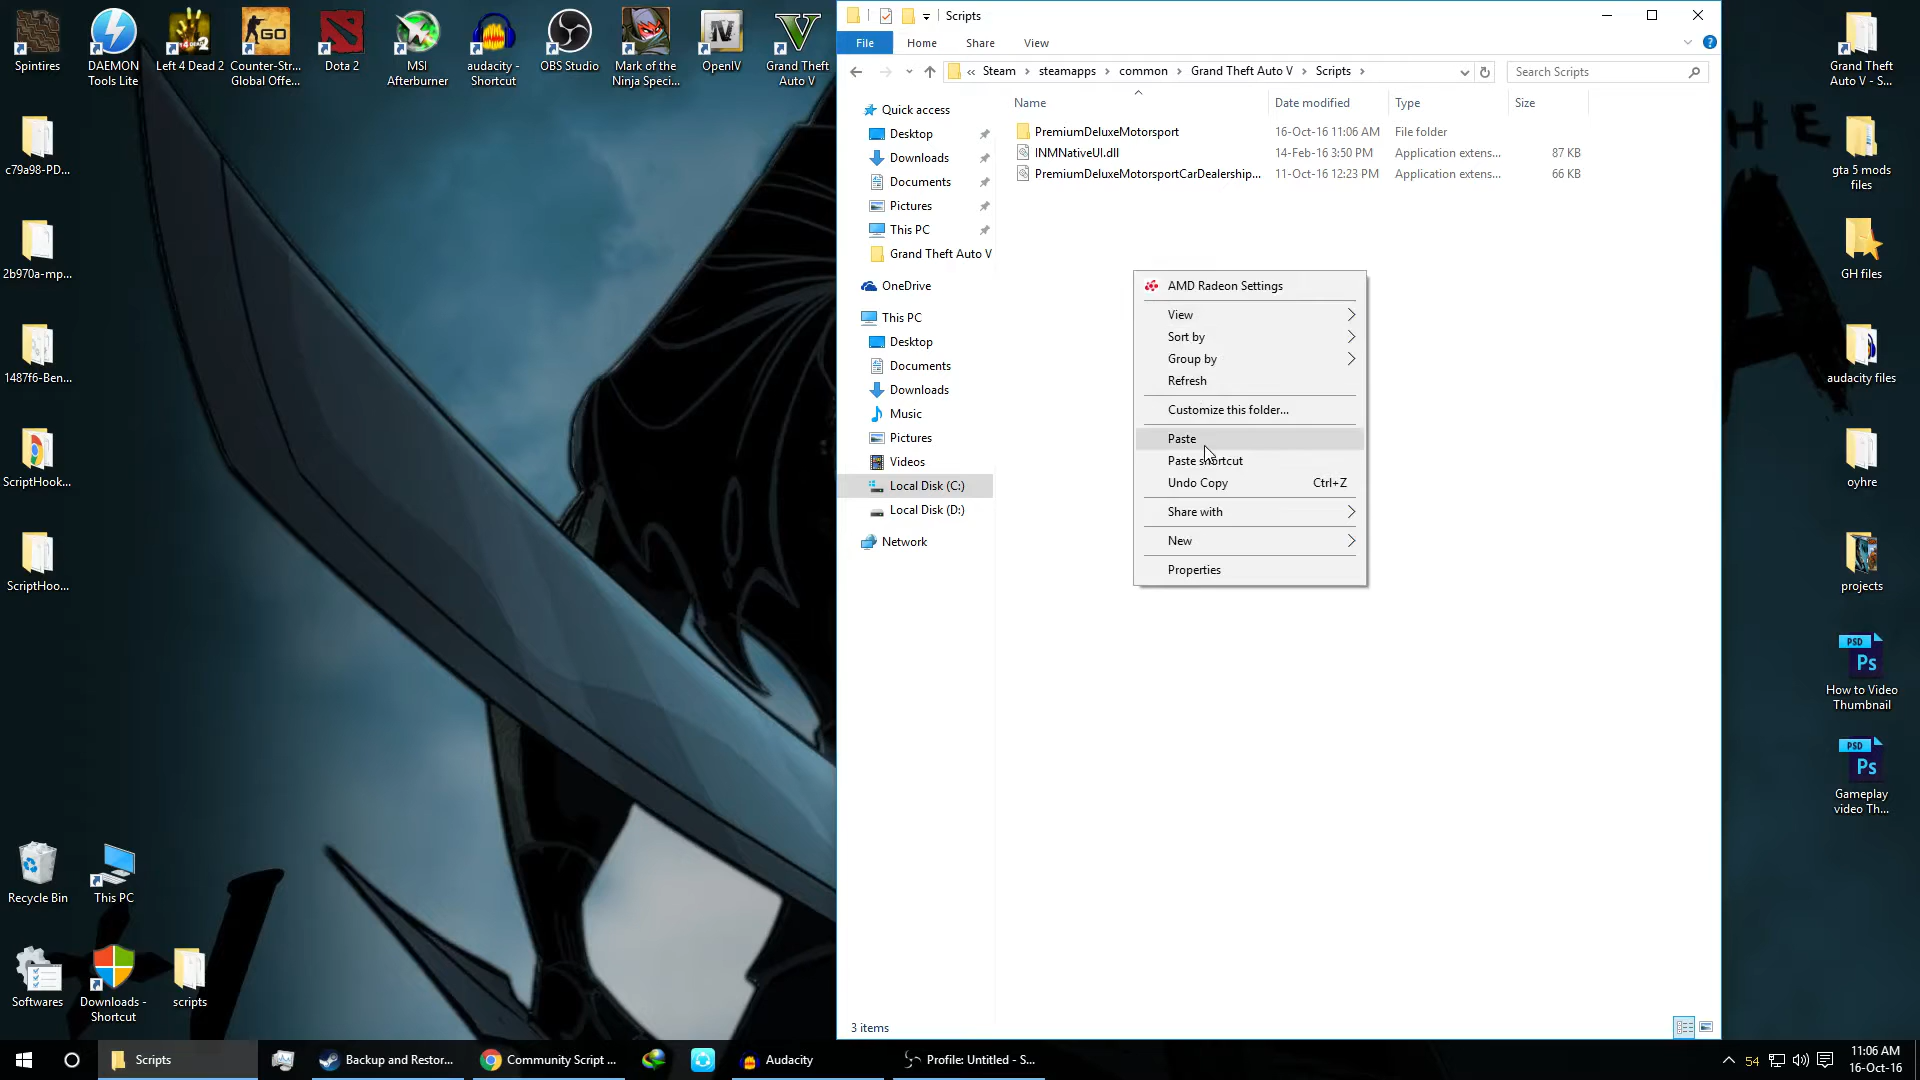 Spintires
DAEMON
Tools Lite
Left 4 Dead 2
Counter-Str...
Global Offe...
Dota 2
MSI
Afterburner
audacity -
Shortcut
OBS Studio
Mark of the
Ninja Speci...
OpenIV
Grand Theft
Auto V
c79a98-PD...
2b970a-mp...
1487f6-Ben...
ScriptHook...
ScriptHoo...
Recycle Bin
This PC
Softwares
Downloads -
Shortcut
scripts
Scripts
File
Home
Share
View
« Steam > steamapps > common > Grand Theft Auto V > Scripts >
Search Scripts
Quick access
Desktop
Downloads
Documents
Pictures
This PC
Grand Theft Auto V
OneDrive
This PC
Desktop
Documents
Downloads
Music
Pictures
Videos
Local Disk (C:)
Local Disk (D:)
Network
Name Date modified Type Size
PremiumDeluxeMotorsport 16-Oct-16 11:06 AM File folder
INMNativeUI.dll 14-Feb-16 3:50 PM Application extens... 87 KB
PremiumDeluxeMotorsportCarDealership... 11-Oct-16 12:23 PM Application extens... 66 KB
AMD Radeon Settings
View
Sort by
Group by
Refresh
Customize this folder...
Paste
Paste shortcut
Undo Copy Ctrl+Z
Share with
New
Properties
3 items
Grand Theft
Auto V - S...
gta 5 mods
files
GH files
audacity files
oyhre
projects
PSD
Ps
How to Video
Thumbnail
PSD
Ps
Gameplay
video Th...
HE
Scripts
Backup and Restor...
Community Script ...
Audacity
Profile: Untitled - S...
54
11:06 AM
16-Oct-16